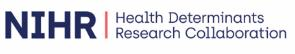 NIHR | Health Determinants
Research Collaboration